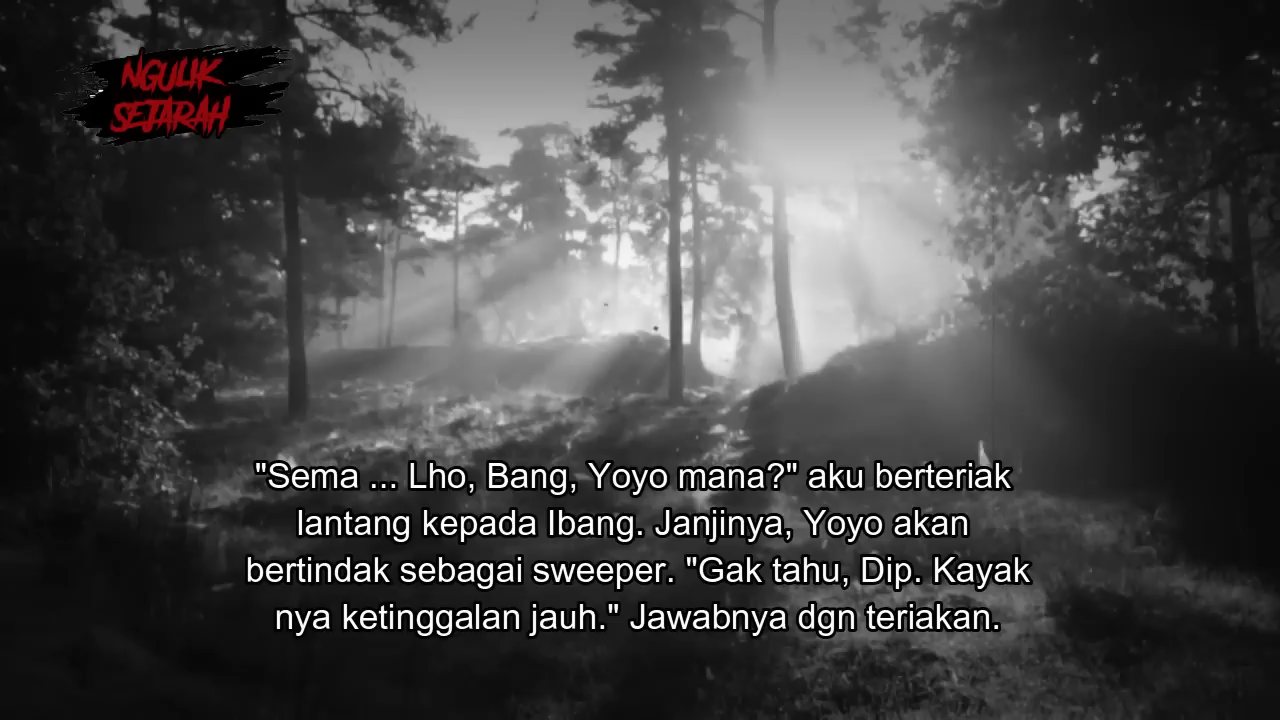 NGULIK
SEJARAH
"Sema ... Lho, Bang, Yoyo mana?" aku berteriak
lantang kepada Ibang. Janjinya, Yoyo akan
bertindak sebagai sweeper. "Gak tahu, Dip. Kayak
nya ketinggalan jauh." Jawabnya dgn teriakan.